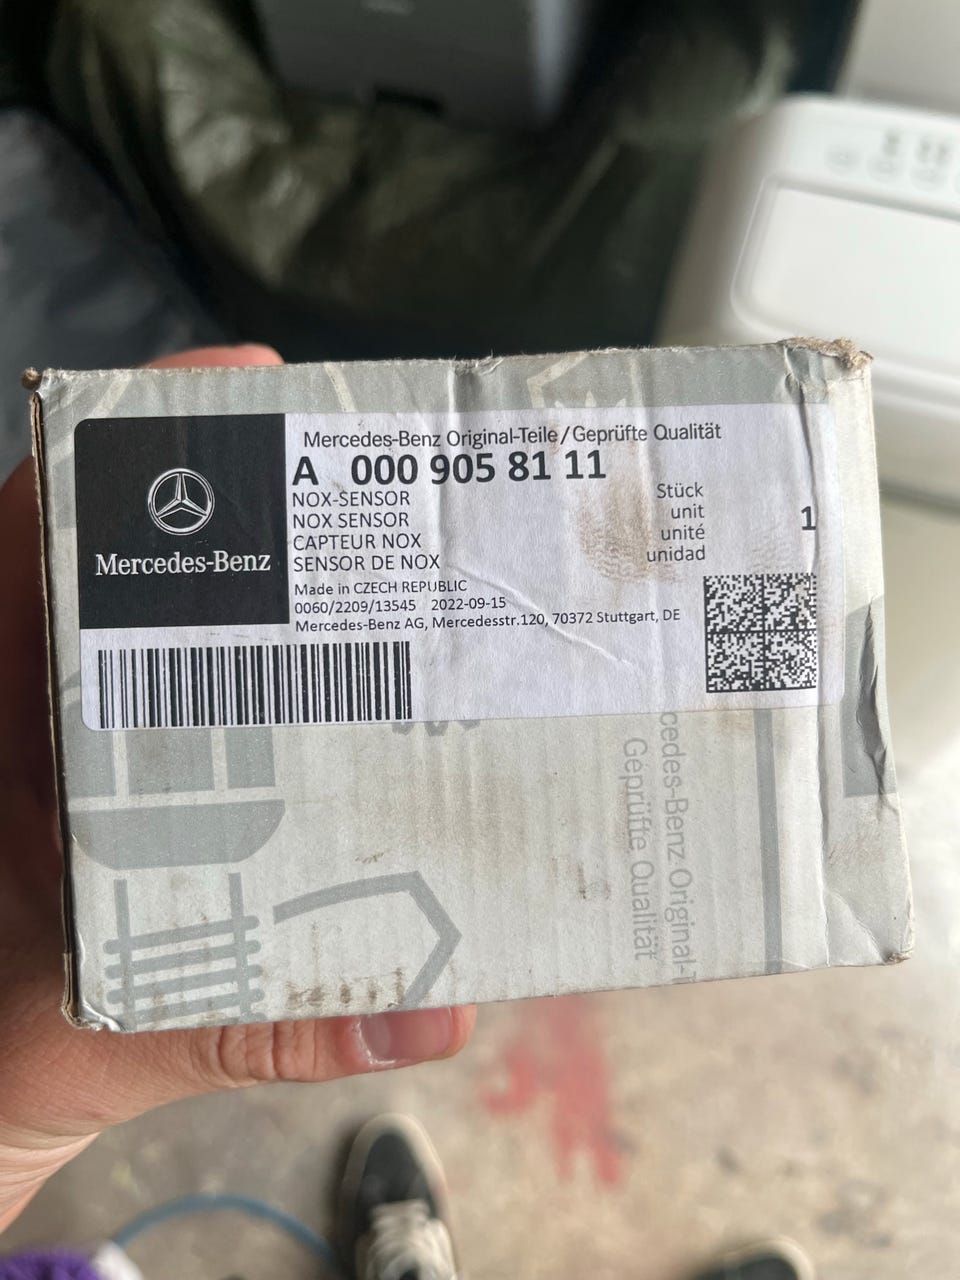 Mercedes-Benz Original-Teile/Geprüfte Qualität
A 000 905 81 11
NOX-SENSOR
NOX SENSOR
CAPTEUR NOX
SENSOR DE NOX
Stück
unit
unité
unidad
1
Mercedes-Benz
Made in CZECH REPUBLIC
0060/2209/13545 2022-09-15
Mercedes-Benz AG, Mercedesstr.120, 70372 Stuttgart, DE
cedes-Benz Original-T
Geprüfte Qualität